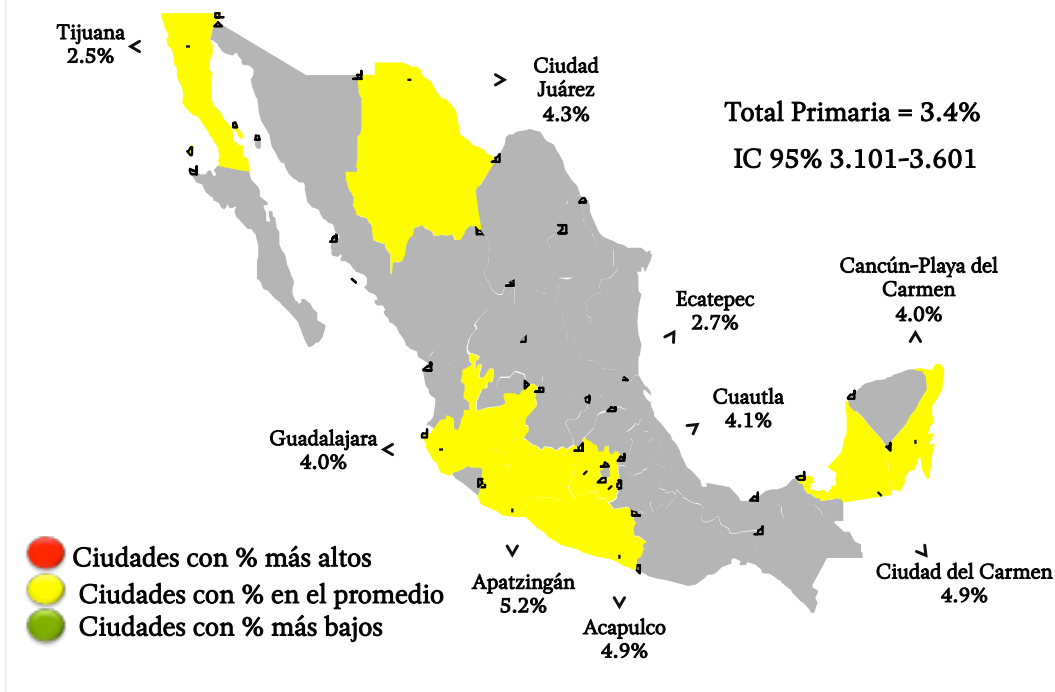 Tijuana
2.5%
Ciudad
Juárez
4.3%
Total Primaria = 3.4%
IC 95% 3.101-3.601
Cancún-Playa del
Carmen
4.0%
Ecatepec
2.7%
Cuautla
4.1%
Guadalajara
4.0%
Ciudades con % más altos
Ciudades con % en el promedio
Ciudades con % más bajos
Apatzingán
5.2%
Acapulco
4.9%
Ciudad del Carmen
4.9%